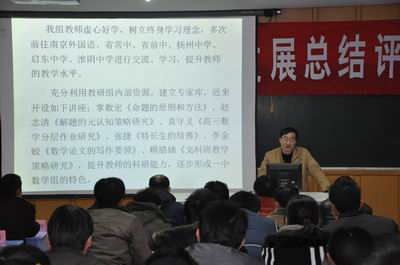 我组教师虚心好学，树立终身学习理念，多次
前往南京外国语、省常中、省前中、扬州中学、
启东中学、淮阴中学进行交流、学习，提升教师
的教学水平。
充分利用教研组内部资源，建立专家库，近来
开设如下讲座：掌数宏《命题的原则和方法》、赵
志清《解题的元认知策略研究》、袁守义《高三数
学分层作业研究》、张捷《特长生的培养》、李金
蛟《数学论文的写作要领》、顾腊妹《文科班教学
策略研究》，提升教师的科研能力，逐步形成一中
数学组的特色。
发展总结评